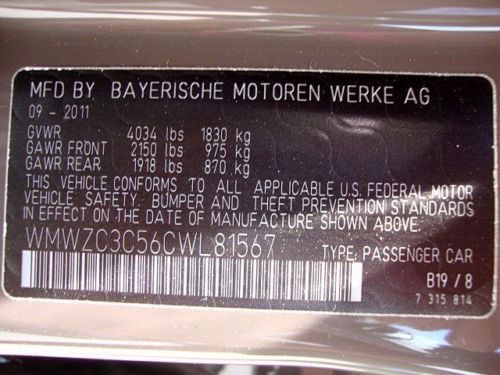 MFD BY BAYERISCHE MOTOREN WERKE AG
09 - 2011
GVWR 4034 lbs 1830 kg
GAWR FRONT 2150 lbs 975 kg
GAWR REAR 1918 lbs 870 kg
THIS VEHICLE CONFORMS TO ALL APPLICABLE U.S. FEDERAL MOTOR
VEHICLE SAFETY, BUMPER AND THEFT PREVENTION STANDARDS
IN EFFECT ON THE DATE OF MANUFACTURE SHOWN ABOVE.
WMWZC3C56CWL81567 TYPE: PASSENGER CAR
B19 / 8
7 315 814